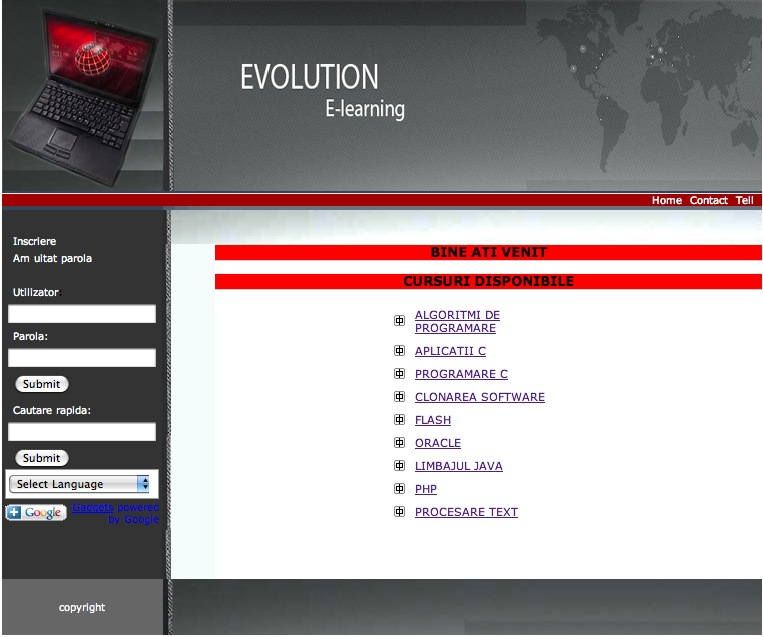 EVOLUTION
E-learning
Home Contact Tell
Inscriere
Am uitat parola
Utilizator
Parola:
Submit
Cautare rapida:
Submit
Select Language
Google Gadgets powered
by Google
copyright
BINE ATI VENIT
CURSURI DISPONIBILE
ALGORITMI DE
PROGRAMARE
APLICATII C
PROGRAMARE C
CLONAREA SOFTWARE
FLASH
ORACLE
LIMBAJUL JAVA
PHP
PROCESARE TEXT